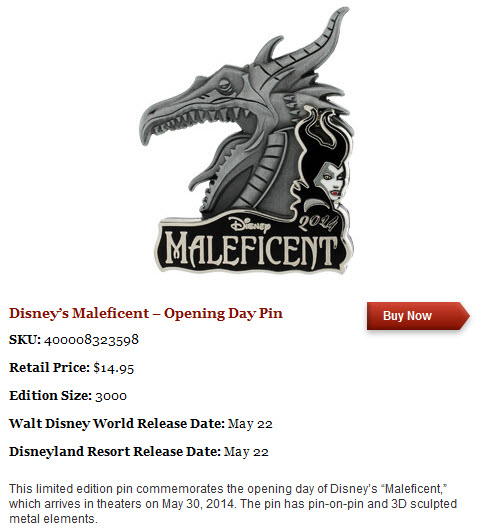 Disney
2014
MALEFICENT
Disney’s Maleficent – Opening Day Pin
Buy Now
SKU: 400008323598
Retail Price: $14.95
Edition Size: 3000
Walt Disney World Release Date: May 22
Disneyland Resort Release Date: May 22
This limited edition pin commemorates the opening day of Disney’s “Maleficent,”
which arrives in theaters on May 30, 2014. The pin has pin-on-pin and 3D sculpted
metal elements.